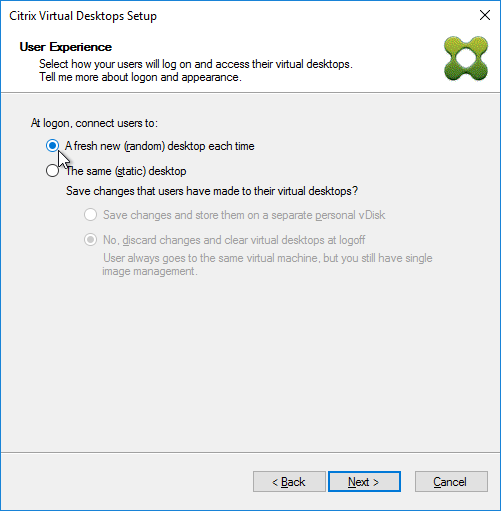 Citrix Virtual Desktops Setup
User Experience
Select how your users will log on and access their virtual desktops.
Tell me more about logon and appearance.
At logon, connect users to:
A fresh new (random) desktop each time
The same (static) desktop
Save changes that users have made to their virtual desktops?
Save changes and store them on a separate personal vDisk
No, discard changes and clear virtual desktops at logoff
User always goes to the same virtual machine, but you still have single
image management.
< Back
Next >
Cancel